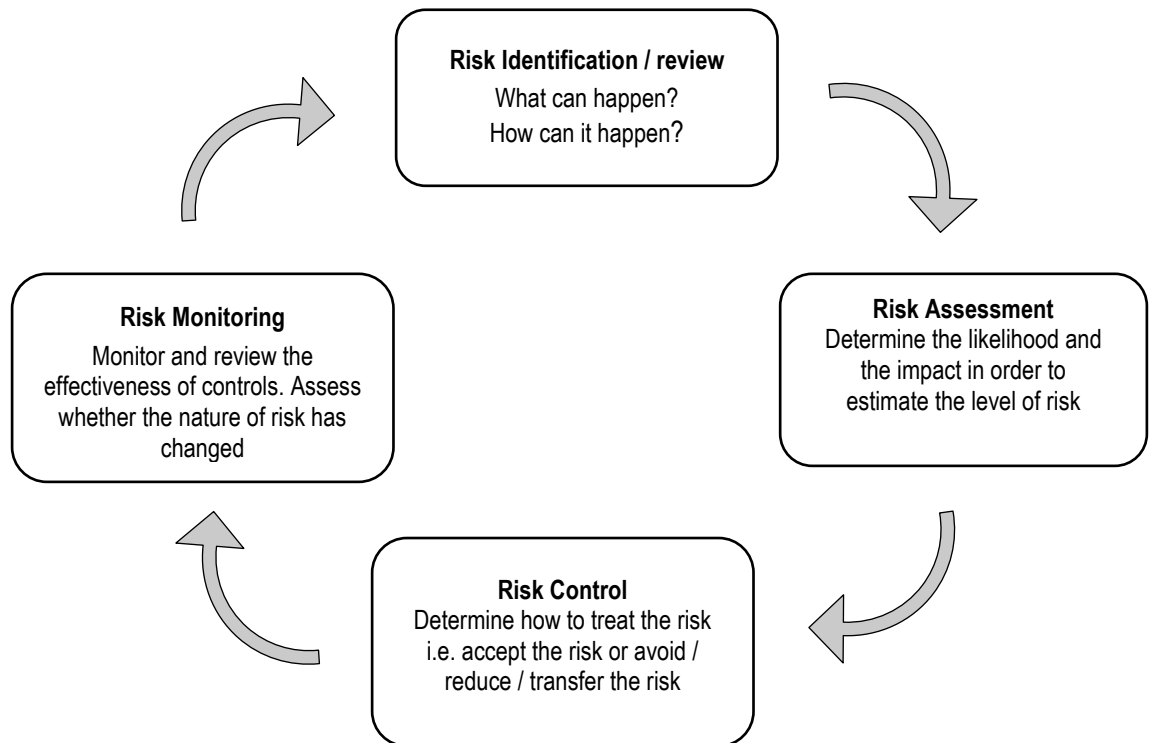 Risk Identification / review
What can happen?
How can it happen?
Risk Assessment
Determine the likelihood and
the impact in order to
estimate the level of risk
Risk Control
Determine how to treat the risk
i.e. accept the risk or avoid /
reduce / transfer the risk
Risk Monitoring
Monitor and review the
effectiveness of controls. Assess
whether the nature of risk has
changed